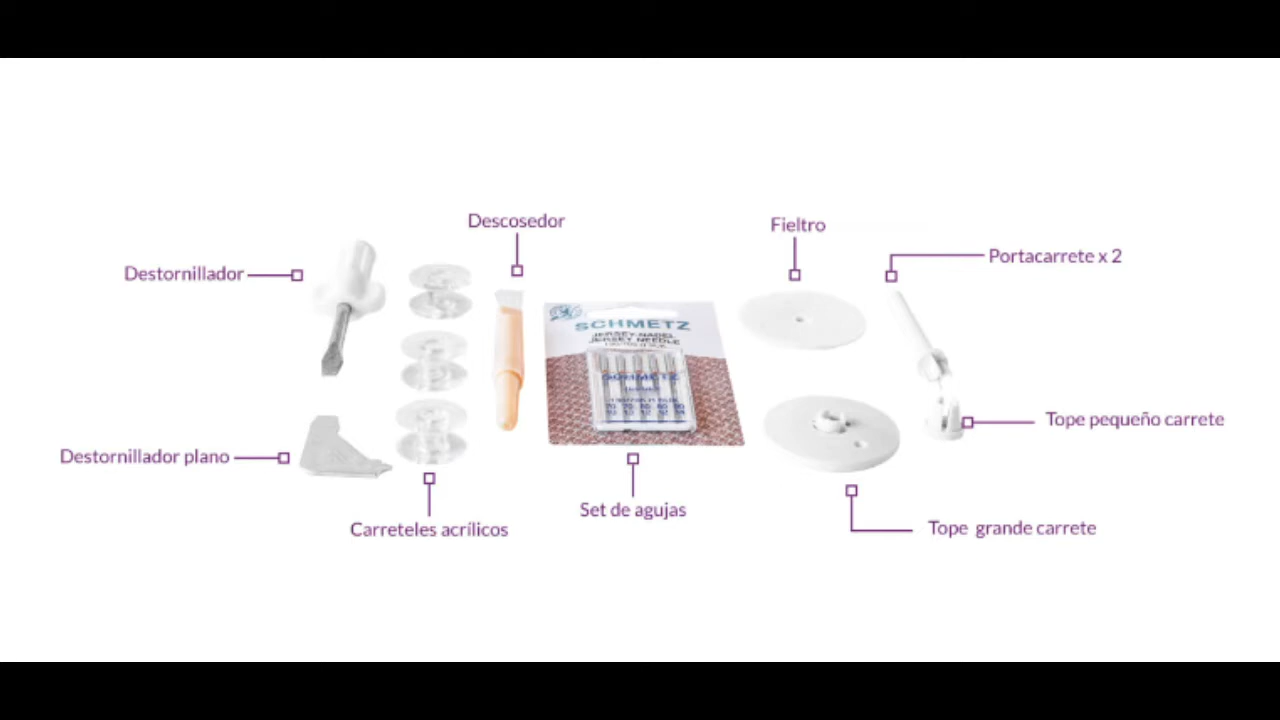 Descosedor
Fieltro
Portacarrete x 2
Destornillador
SCHMETZ
JERSEY-NADEL
JERSEY NEEDLE
SCHMETZ
Tope pequeño carrete
Destornillador plano
Set de agujas
Carreteles acrílicos
Tope grande carrete